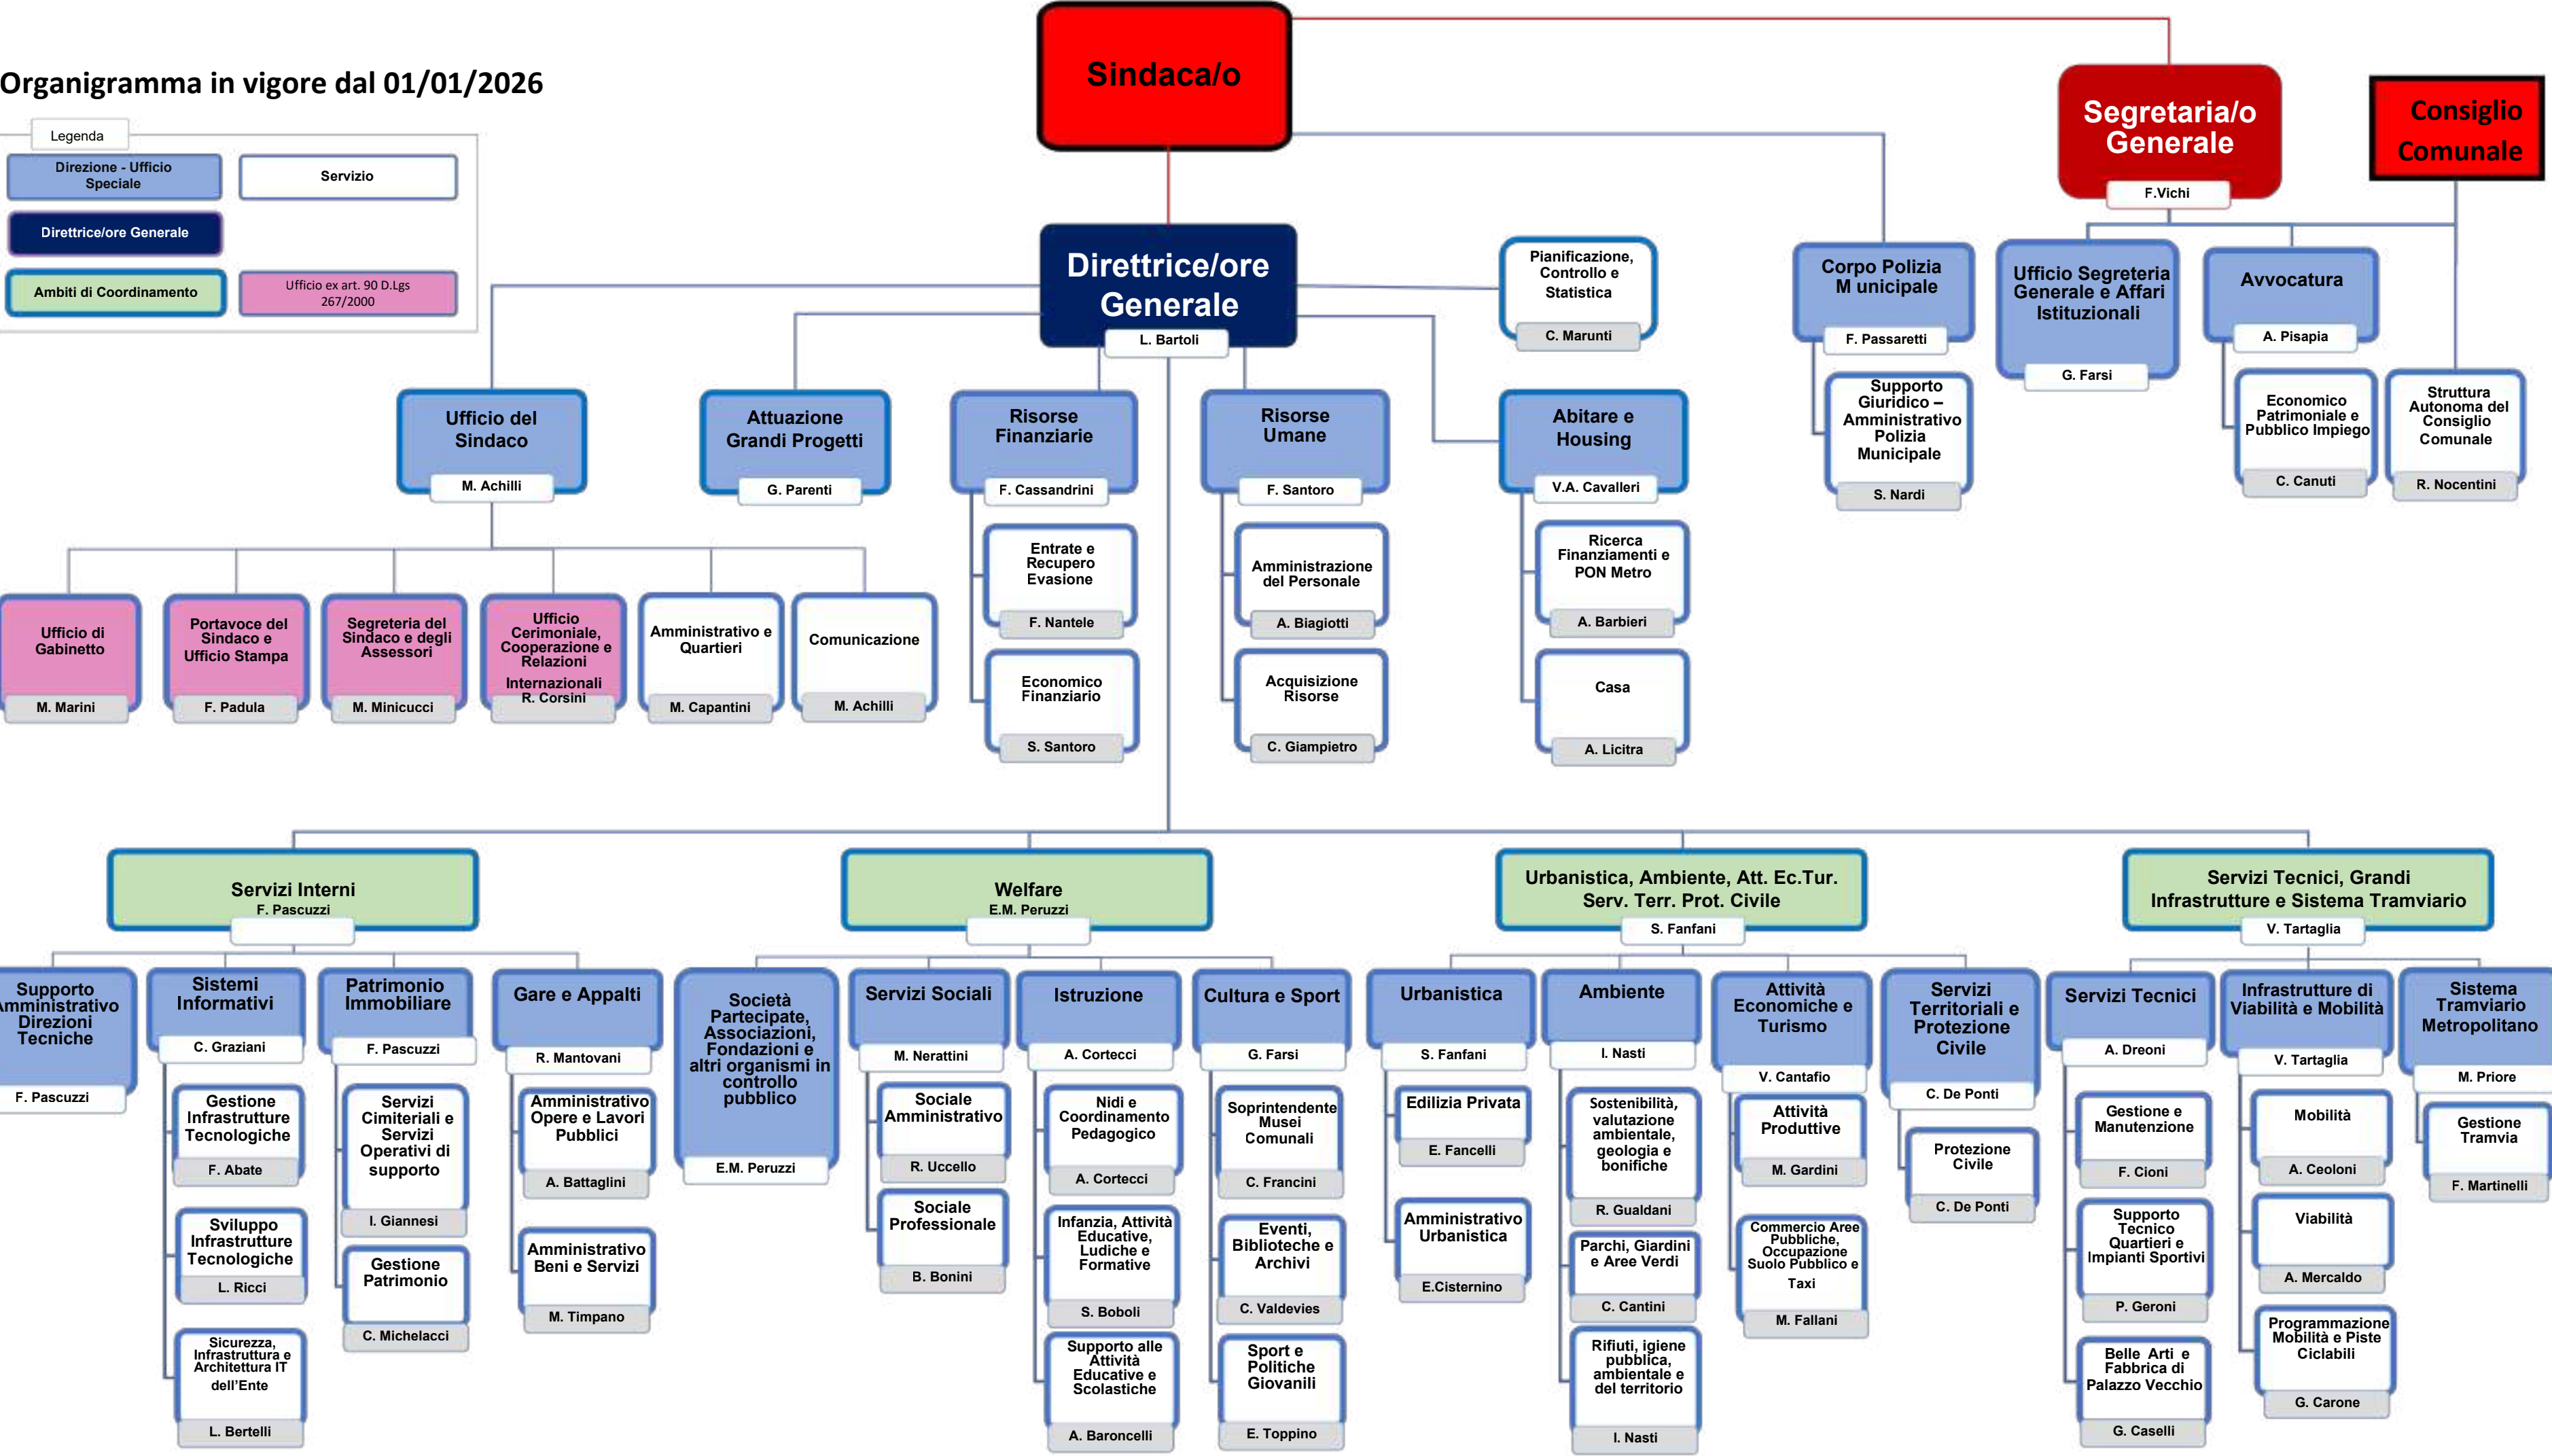 Organigramma in vigore dal 01/01/2026
Legenda
Direzione - Ufficio
Speciale
Servizio
Direttrice/ore Generale
Ambiti di Coordinamento
Ufficio ex art. 90 D.Lgs
267/2000
Sindaca/o
Segretaria/o
Generale
F.Vichi
Consiglio
Comunale
Direttrice/ore
Generale
L. Bartoli
Pianificazione,
Controllo e
Statistica
C. Marunti
Corpo Polizia
M unicipale
F. Passaretti
Supporto
Giuridico –
Amministrativo
Polizia
Municipale
S. Nardi
Ufficio Segreteria
Generale e Affari
Istituzionali
G. Farsi
Avvocatura
A. Pisapia
Economico
Patrimoniale e
Pubblico Impiego
C. Canuti
Struttura
Autonoma del
Consiglio
Comunale
R. Nocentini
Ufficio del
Sindaco
M. Achilli
Attuazione
Grandi Progetti
G. Parenti
Risorse
Finanziarie
F. Cassandrini
Risorse
Umane
F. Santoro
Abitare e
Housing
V.A. Cavalleri
Entrate e
Recupero
Evasione
F. Nantele
Economico
Finanziario
S. Santoro
Amministrazione
del Personale
A. Biagiotti
Acquisizione
Risorse
C. Giampietro
Ricerca
Finanziamenti e
PON Metro
A. Barbieri
Casa
A. Licitra
Ufficio di
Gabinetto
M. Marini
Portavoce del
Sindaco e
Ufficio Stampa
F. Padula
Segreteria del
Sindaco e degli
Assessori
M. Minicucci
Ufficio
Cerimoniale,
Cooperazione e
Relazioni
Internazionali
R. Corsini
Amministrativo e
Quartieri
M. Capantini
Comunicazione
M. Achilli
Servizi Interni
F. Pascuzzi
Welfare
E.M. Peruzzi
Urbanistica, Ambiente, Att. Ec.Tur.
Serv. Terr. Prot. Civile
S. Fanfani
Servizi Tecnici, Grandi
Infrastrutture e Sistema Tramviario
V. Tartaglia
Supporto
Amministrativo
Direzioni
Tecniche
F. Pascuzzi
Sistemi
Informativi
C. Graziani
Gestione
Infrastrutture
Tecnologiche
F. Abate
Sviluppo
Infrastrutture
Tecnologiche
L. Ricci
Sicurezza,
Infrastruttura e
Architettura IT
dell’Ente
L. Bertelli
Patrimonio
Immobiliare
F. Pascuzzi
Servizi
Cimiteriali e
Servizi
Operativi di
supporto
I. Giannesi
Gestione
Patrimonio
C. Michelacci
Gare e Appalti
R. Mantovani
Amministrativo
Opere e Lavori
Pubblici
A. Battaglini
Amministrativo
Beni e Servizi
M. Timpano
Società
Partecipate,
Associazioni,
Fondazioni e
altri organismi in
controllo
pubblico
E.M. Peruzzi
Servizi Sociali
M. Nerattini
Sociale
Amministrativo
R. Uccello
Sociale
Professionale
B. Bonini
Istruzione
A. Cortecci
Nidi e
Coordinamento
Pedagogico
A. Cortecci
Infanzia, Attività
Educative,
Ludiche e
Formative
S. Boboli
Supporto alle
Attività
Educative e
Scolastiche
A. Baroncelli
Cultura e Sport
G. Farsi
Soprintendente
Musei
Comunali
C. Francini
Eventi,
Biblioteche e
Archivi
C. Valdevies
Sport e
Politiche
Giovanili
E. Toppino
Urbanistica
S. Fanfani
Edilizia Privata
E. Fancelli
Amministrativo
Urbanistica
E.Cisternino
Ambiente
I. Nasti
Sostenibilità,
valutazione
ambientale,
geologia e
bonifiche
R. Gualdani
Parchi, Giardini
e Aree Verdi
C. Cantini
Rifiuti, igiene
pubblica,
ambientale e
del territorio
I. Nasti
Attività
Economiche e
Turismo
V. Cantafio
Attività
Produttive
M. Gardini
Commercio Aree
Pubbliche,
Occupazione
Suolo Pubblico e
Taxi
M. Fallani
Servizi
Territoriali e
Protezione
Civile
C. De Ponti
Protezione
Civile
C. De Ponti
Servizi Tecnici
A. Dreoni
Gestione e
Manutenzione
F. Cioni
Supporto
Tecnico
Quartieri e
Impianti Sportivi
P. Geroni
Belle Arti e
Fabbrica di
Palazzo Vecchio
G. Caselli
Infrastrutture di
Viabilità e Mobilità
V. Tartaglia
Mobilità
A. Ceoloni
Viabilità
A. Mercaldo
Programmazione
Mobilità e Piste
Ciclabili
G. Carone
Sistema
Tramviario
Metropolitano
M. Priore
Gestione
Tramvia
F. Martinelli